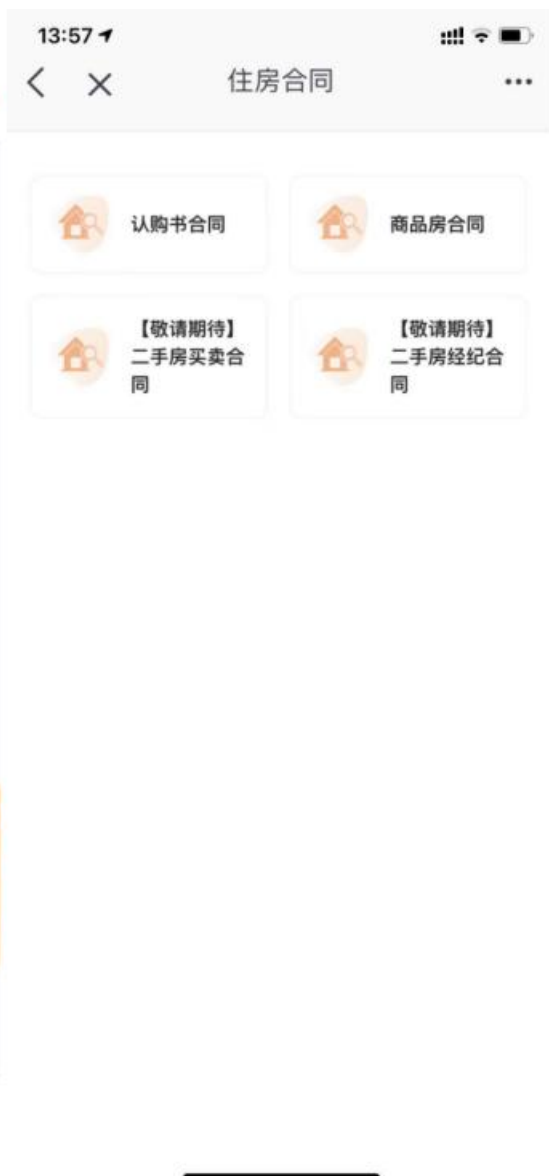 13:57
住房合同
认购书合同
商品房合同
【敬请期待】
二手房买卖合
同
【敬请期待】
二手房经纪合
同